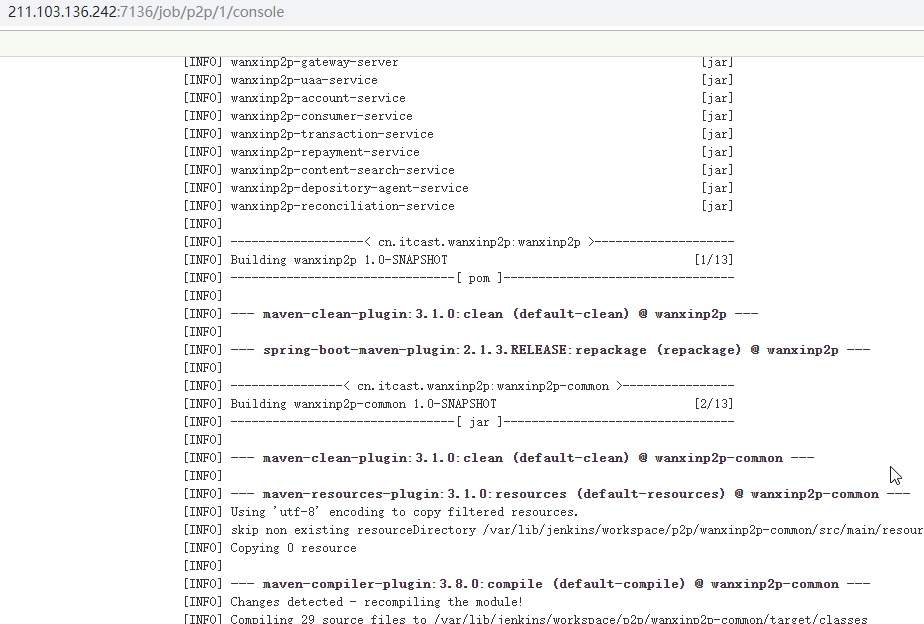 211.103.136.242:7136/job/p2p/1/console
[INFO] wanxinp2p-gateway-server [jar]
[INFO] wanxinp2p-uaa-service [jar]
[INFO] wanxinp2p-account-service [jar]
[INFO] wanxinp2p-consumer-service [jar]
[INFO] wanxinp2p-transaction-service [jar]
[INFO] wanxinp2p-repayment-service [jar]
[INFO] wanxinp2p-content-search-service [jar]
[INFO] wanxinp2p-depository-agent-service [jar]
[INFO] wanxinp2p-reconciliation-service [jar]
[INFO]
[INFO] -------------------< cn.itcast.wanxinp2p:wanxinp2p >--------------------
[INFO] Building wanxinp2p 1.0-SNAPSHOT [1/13]
[INFO] --------------------------------[ pom ]---------------------------------
[INFO]
[INFO] --- maven-clean-plugin:3.1.0:clean (default-clean) @ wanxinp2p ---
[INFO]
[INFO] --- spring-boot-maven-plugin:2.1.3.RELEASE:repackage (repackage) @ wanxinp2p ---
[INFO]
[INFO] ----------------< cn.itcast.wanxinp2p:wanxinp2p-common >----------------
[INFO] Building wanxinp2p-common 1.0-SNAPSHOT [2/13]
[INFO] --------------------------------[ jar ]---------------------------------
[INFO]
[INFO] --- maven-clean-plugin:3.1.0:clean (default-clean) @ wanxinp2p-common ---
[INFO]
[INFO] --- maven-resources-plugin:3.1.0:resources (default-resources) @ wanxinp2p-common ---
[INFO] Using 'utf-8' encoding to copy filtered resources.
[INFO] skip non existing resourceDirectory /var/lib/jenkins/workspace/p2p/wanxinp2p-common/src/main/resour
[INFO] Copying 0 resource
[INFO]
[INFO] --- maven-compiler-plugin:3.8.0:compile (default-compile) @ wanxinp2p-common ---
[INFO] Changes detected - recompiling the module!
[INFO] Compiling 29 source files to /var/lib/jenkins/workspace/p2p/wanxinp2p-common/target/classes